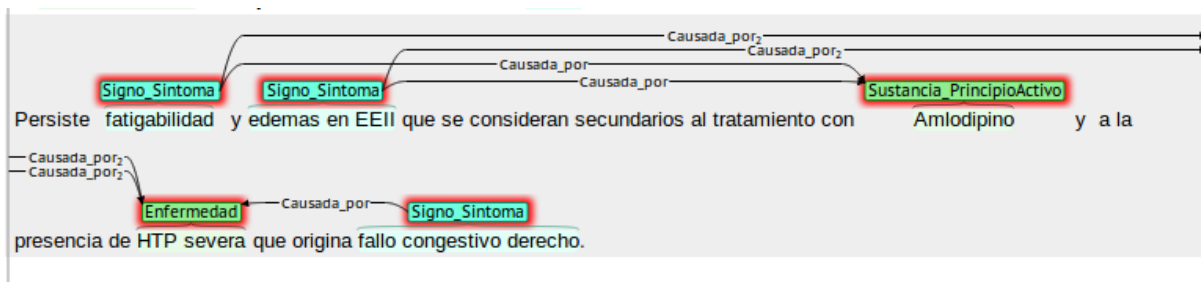 Causada_por₂
Causada_por₂
Causada_por
Causada_por
Signo_Sintoma Signo_Sintoma Sustancia_PrincipioActivo
Persiste fatigabilidad y edemas en EEII que se consideran secundarios al tratamiento con Amlodipino y a la
Causada_por₂
Causada_por₂
Enfermedad Causada_por Signo_Sintoma
presencia de HTP severa que origina fallo congestivo derecho.